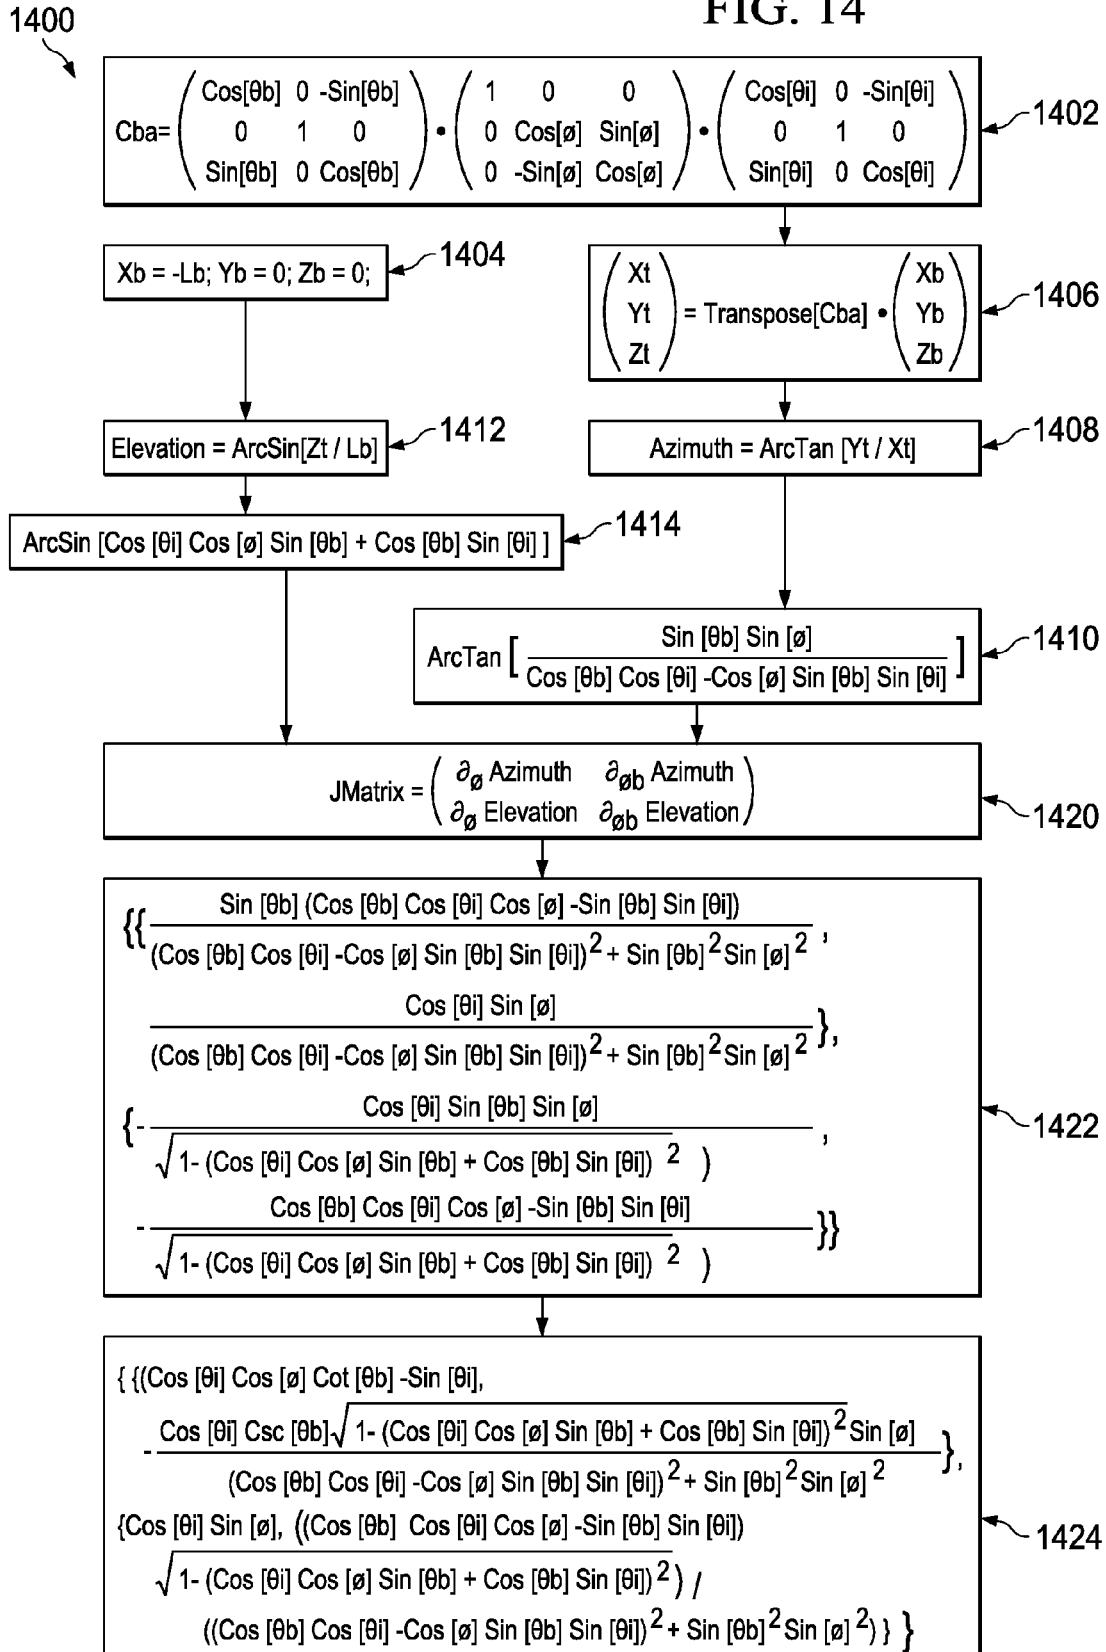 FIG. 14
1400
Cba= ( Cos[θb] 0 -Sin[θb] ) • ( 1 0 0 ) • ( Cos[θi] 0 -Sin[θi] )
( 0 1 0 ) ( 0 Cos[ø] Sin[ø] ) ( 0 1 0 )
( Sin[θb] 0 Cos[θb] ) ( 0 -Sin[ø] Cos[ø] ) ( Sin[θi] 0 Cos[θi] )
1402
Xb = -Lb; Yb = 0; Zb = 0;
1404
( Xt ) ( Xb )
( Yt ) = Transpose[Cba] • ( Yb )
( Zt ) ( Zb )
1406
Elevation = ArcSin[Zt / Lb]
1412
Azimuth = ArcTan [Yt / Xt]
1408
ArcSin [Cos [θi] Cos [ø] Sin [θb] + Cos [θb] Sin [θi] ]
1414
Sin [θb] Sin [ø]
ArcTan [ ]
Cos [θb] Cos [θi] -Cos [ø] Sin [θb] Sin [θi]
1410
JMatrix = ( ∂ø Azimuth ∂øb Azimuth )
( ∂ø Elevation ∂øb Elevation )
1420
{{ Sin [θb] (Cos [θb] Cos [θi] Cos [ø] -Sin [θb] Sin [θi])
(Cos [θb] Cos [θi] -Cos [ø] Sin [θb] Sin [θi])² + Sin [θb]² Sin [ø]² ,
Cos [θi] Sin [ø]
(Cos [θb] Cos [θi] -Cos [ø] Sin [θb] Sin [θi])² + Sin [θb]² Sin [ø]² },
{- Cos [θi] Sin [θb] Sin [ø] ,
√ 1- (Cos [θi] Cos [ø] Sin [θb] + Cos [θb] Sin [θi]) ² )
- Cos [θb] Cos [θi] Cos [ø] -Sin [θb] Sin [θi] }}
√ 1- (Cos [θi] Cos [ø] Sin [θb] + Cos [θb] Sin [θi]) ² )
1422
{ {(Cos [θi] Cos [ø] Cot [θb] -Sin [θi],
- Cos [θi] Csc [θb] √ 1- (Cos [θi] Cos [ø] Sin [θb] + Cos [θb] Sin [θi])² Sin [ø]
(Cos [θb] Cos [θi] -Cos [ø] Sin [θb] Sin [θi])² + Sin [θb]² Sin [ø]² },
{Cos [θi] Sin [ø], ((Cos [θb] Cos [θi] Cos [ø] -Sin [θb] Sin [θi])
√ 1- (Cos [θi] Cos [ø] Sin [θb] + Cos [θb] Sin [θi])² ) /
((Cos [θb] Cos [θi] -Cos [ø] Sin [θb] Sin [θi])² + Sin [θb]² Sin [ø]²) } }
1424